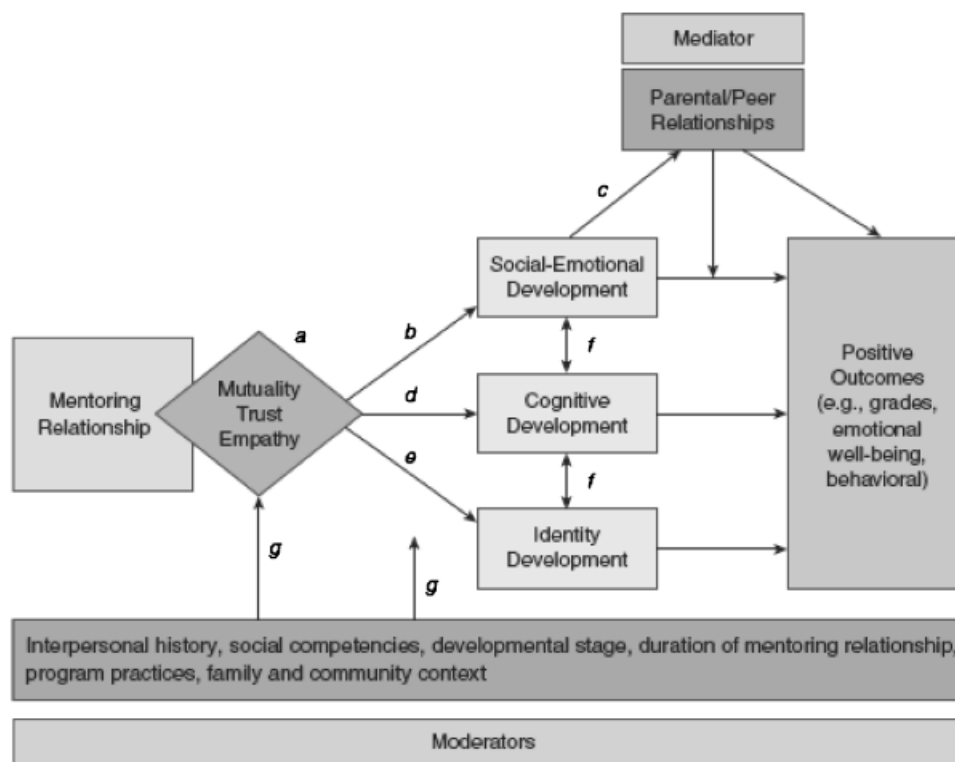 Mediator
Parental/Peer
Relationships
c
Social-Emotional
Development
a
b
f
Mentoring
Relationship
Mutuality
Trust
Empathy
d
Cognitive
Development
Positive
Outcomes
(e.g., grades,
emotional
well-being,
behavioral)
e
f
Identity
Development
g
g
Interpersonal history, social competencies, developmental stage, duration of mentoring relationship,
program practices, family and community context
Moderators